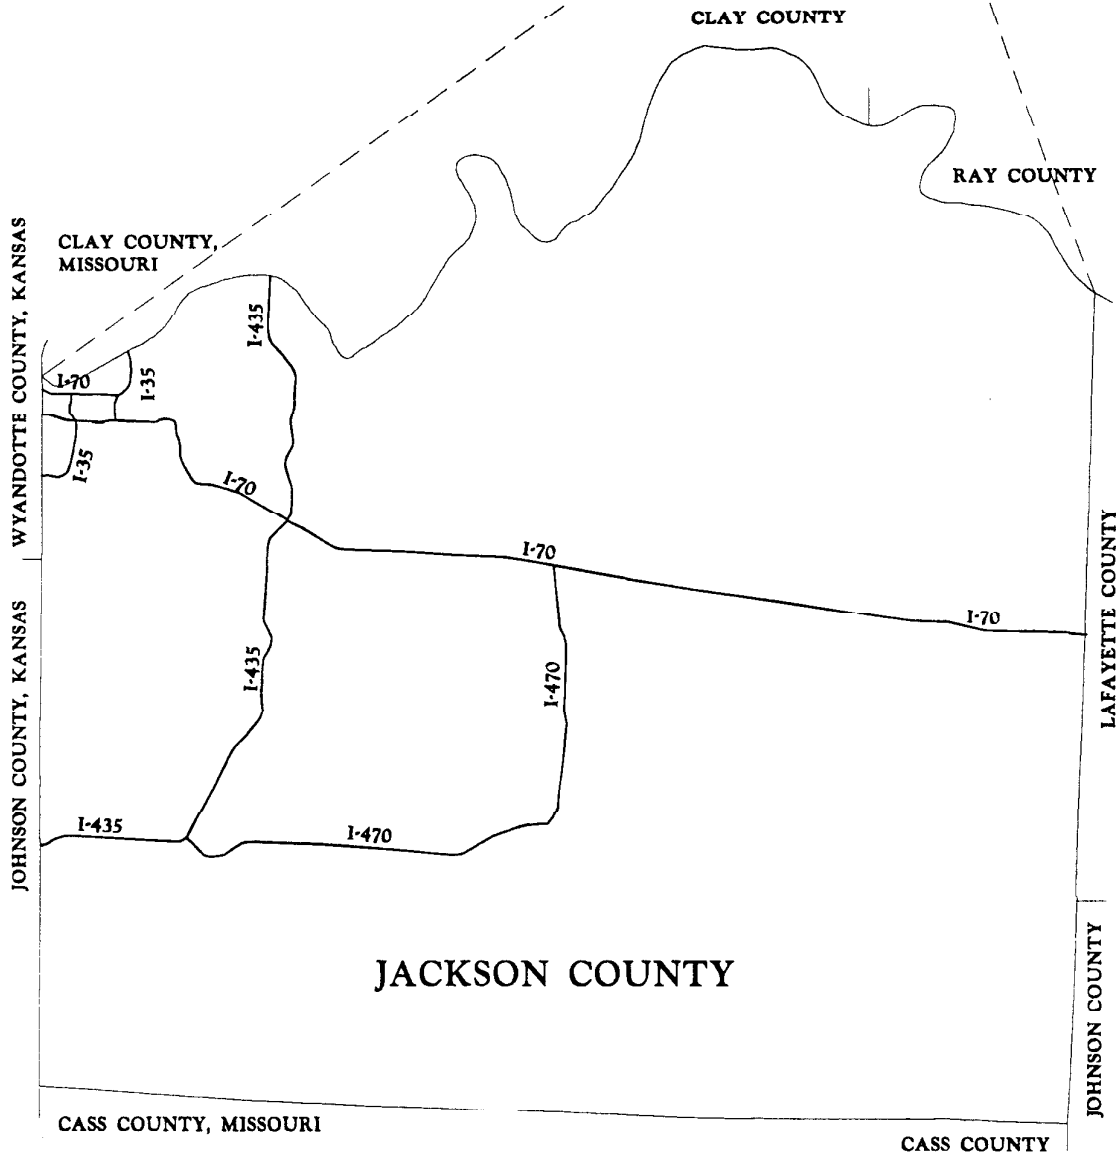 CLAY COUNTY
RAY COUNTY
CLAY COUNTY,
MISSOURI
WYANDOTTE COUNTY, KANSAS
I-435
I-70
I-35
I-35
I-70
I-70
I-70
LAFAYETTE COUNTY
JOHNSON COUNTY, KANSAS
I-435
I-470
I-435
I-470
JACKSON COUNTY
JOHNSON COUNTY
CASS COUNTY, MISSOURI
CASS COUNTY